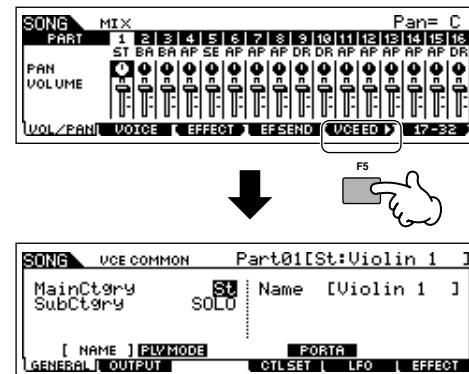 SONG MIX Pan= C
PART 1 2 3 4 5 6 7 8 9 10 11 12 13 14 15 16
ST BA BA AP SE AP AP AP DR DR AP AP AP AP AP DR
PAN
VOLUME
VOL/PAN VOICE EFFECT EF SEND VCE ED 17-32
F5
SONG VCE COMMON Part01[St:Violin 1 ]
MainCtgry St Name [Violin 1 ]
SubCtgry SOLO
[ NAME ] PLY MODE PORTA
GENERAL OUTPUT CTL SET LFO EFFECT